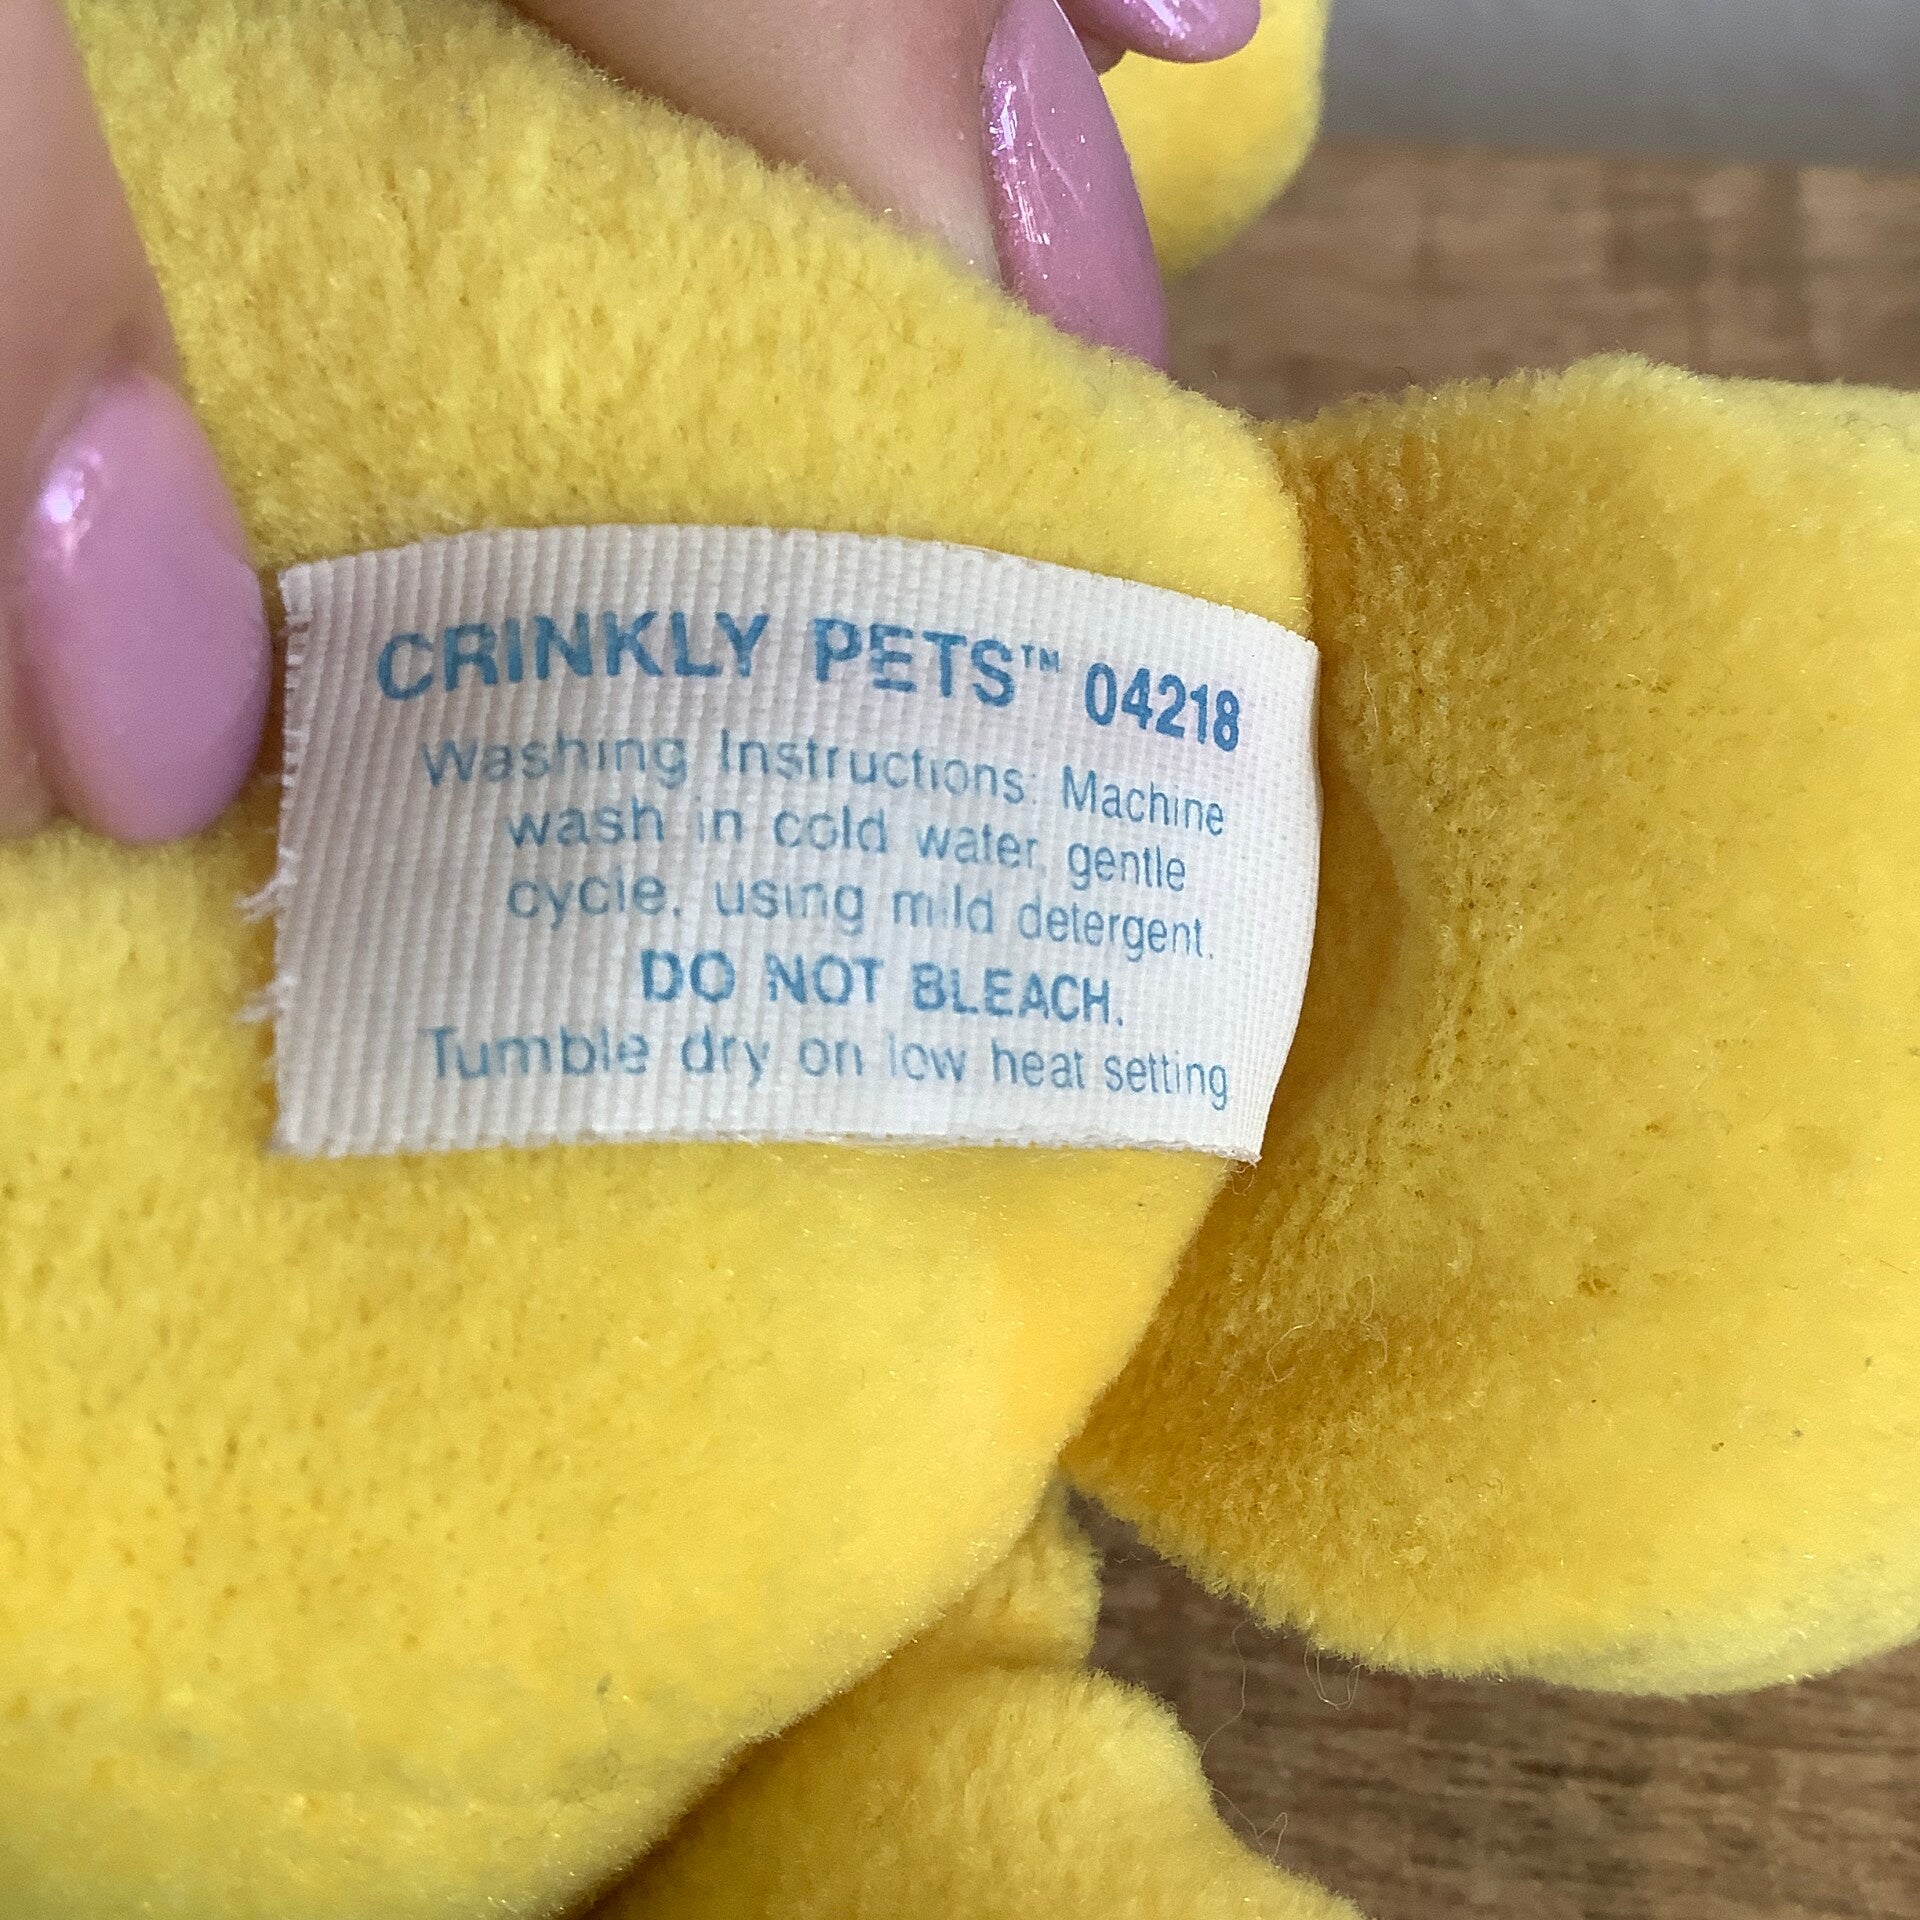 CRINKLY PETS™ 04218
Washing Instructions: Machine
wash in cold water, gentle
cycle, using mild detergent.
DO NOT BLEACH.
Tumble dry on low heat setting